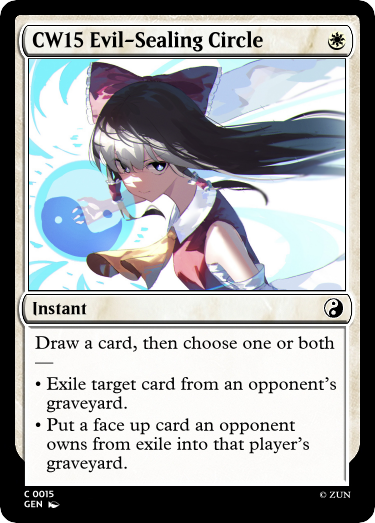 CW15 Evil-Sealing Circle
Instant
Draw a card, then choose one or both
—
• Exile target card from an opponent's
graveyard.
• Put a face up card an opponent
owns from exile into that player's
graveyard.
C 0015
GEN
© ZUN